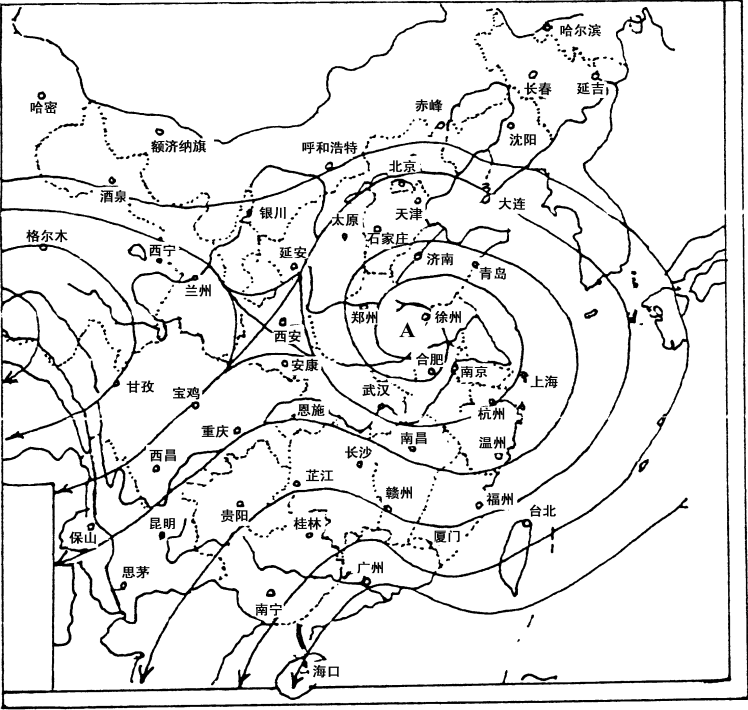 哈尔滨
长春
延吉
哈密
赤峰
沈阳
额济纳旗
呼和浩特
北京
酒泉
银川
天津
大连
太原
石家庄
格尔木
西宁
延安
济南
青岛
兰州
郑州
A
徐州
西安
合肥
南京
安康
上海
甘孜
宝鸡
武汉
恩施
杭州
重庆
南昌
温州
西昌
长沙
芷江
赣州
福州
台北
贵阳
桂林
昆明
保山
厦门
思茅
广州
南宁
海口